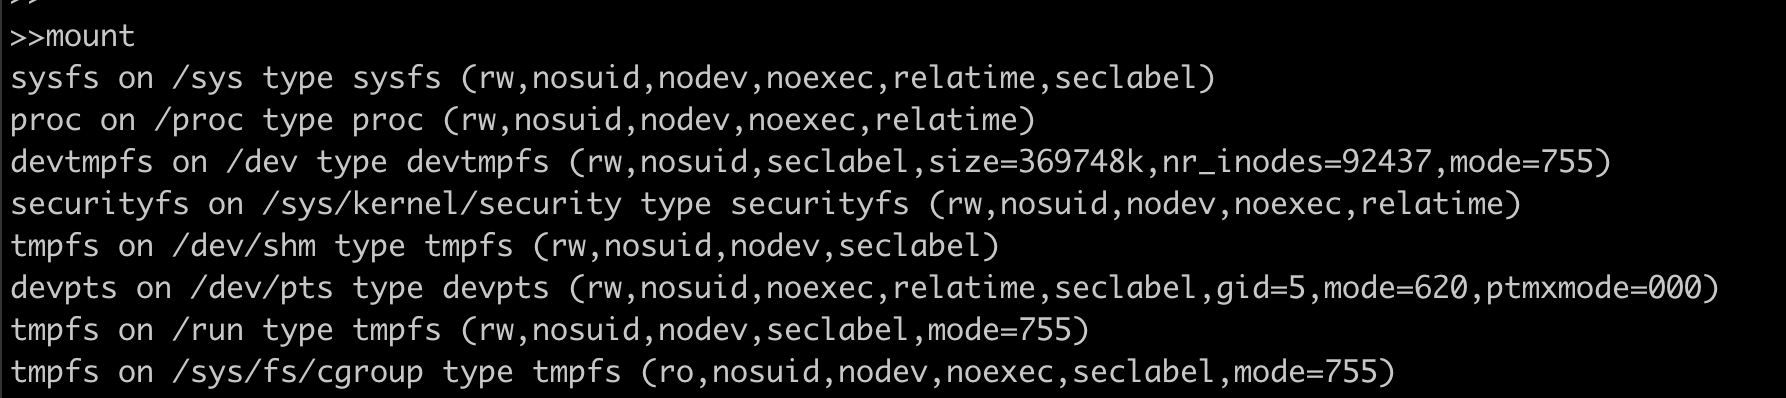 >>mount
sysfs on /sys type sysfs (rw,nosuid,nodev,noexec,relatime,seclabel)
proc on /proc type proc (rw,nosuid,nodev,noexec,relatime)
devtmpfs on /dev type devtmpfs (rw,nosuid,seclabel,size=369748k,nr_inodes=92437,mode=755)
securityfs on /sys/kernel/security type securityfs (rw,nosuid,nodev,noexec,relatime)
tmpfs on /dev/shm type tmpfs (rw,nosuid,nodev,seclabel)
devpts on /dev/pts type devpts (rw,nosuid,noexec,relatime,seclabel,gid=5,mode=620,ptmxmode=000)
tmpfs on /run type tmpfs (rw,nosuid,nodev,seclabel,mode=755)
tmpfs on /sys/fs/cgroup type tmpfs (ro,nosuid,nodev,noexec,seclabel,mode=755)